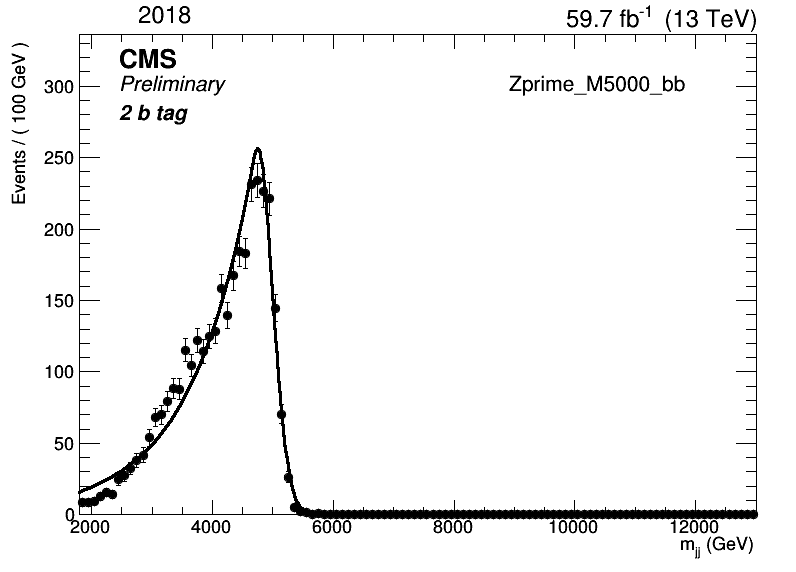 2018 59.7 fb⁻¹ (13 TeV)
CMS
Preliminary
2 b tag
Zprime_M5000_bb
Events / ( 100 GeV )
300
250
200
150
100
50
0
2000 4000 6000 8000 10000 12000
m_jj (GeV)